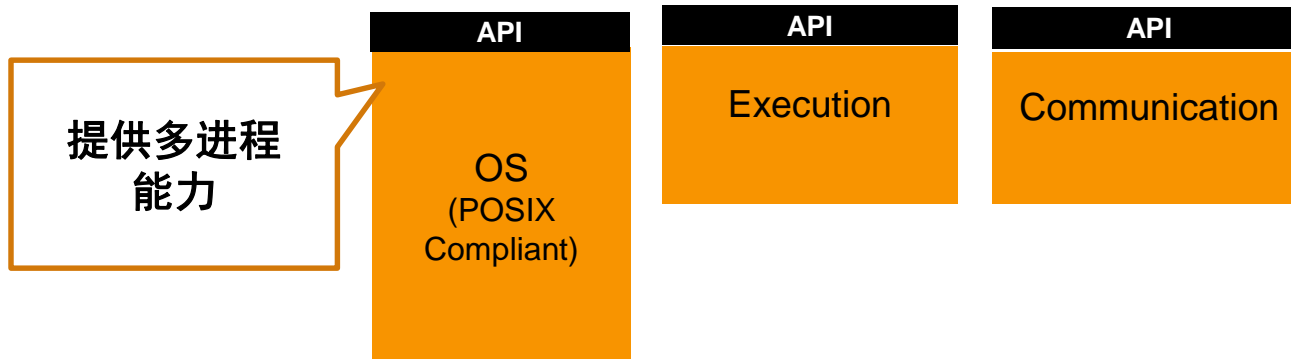 提供多进程
能力
API
OS
(POSIX
Compliant)
API
Execution
API
Communication